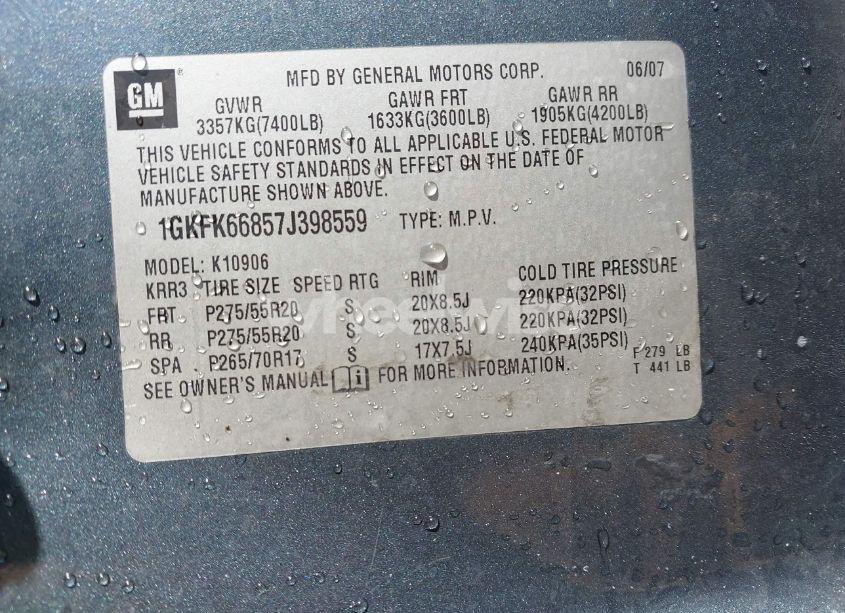 GM
MFD BY GENERAL MOTORS CORP. 06/07
GVWR GAWR FRT GAWR RR
3357KG(7400LB) 1633KG(3600LB) 1905KG(4200LB)
THIS VEHICLE CONFORMS TO ALL APPLICABLE U.S. FEDERAL MOTOR
VEHICLE SAFETY STANDARDS IN EFFECT ON THE DATE OF
MANUFACTURE SHOWN ABOVE.
1GKFK66857J398559 TYPE: M.P.V.
MODEL: K10906
KRR3 TIRE SIZE SPEED RTG RIM COLD TIRE PRESSURE
FRT P275/55R20 S 20X8.5J 220KPA(32PSI)
RR P275/55R20 S 20X8.5J 220KPA(32PSI)
SPA P265/70R17 S 17X7.5J 240KPA(35PSI)
F 279 LB
T 441 LB
SEE OWNER'S MANUAL FOR MORE INFORMATION.